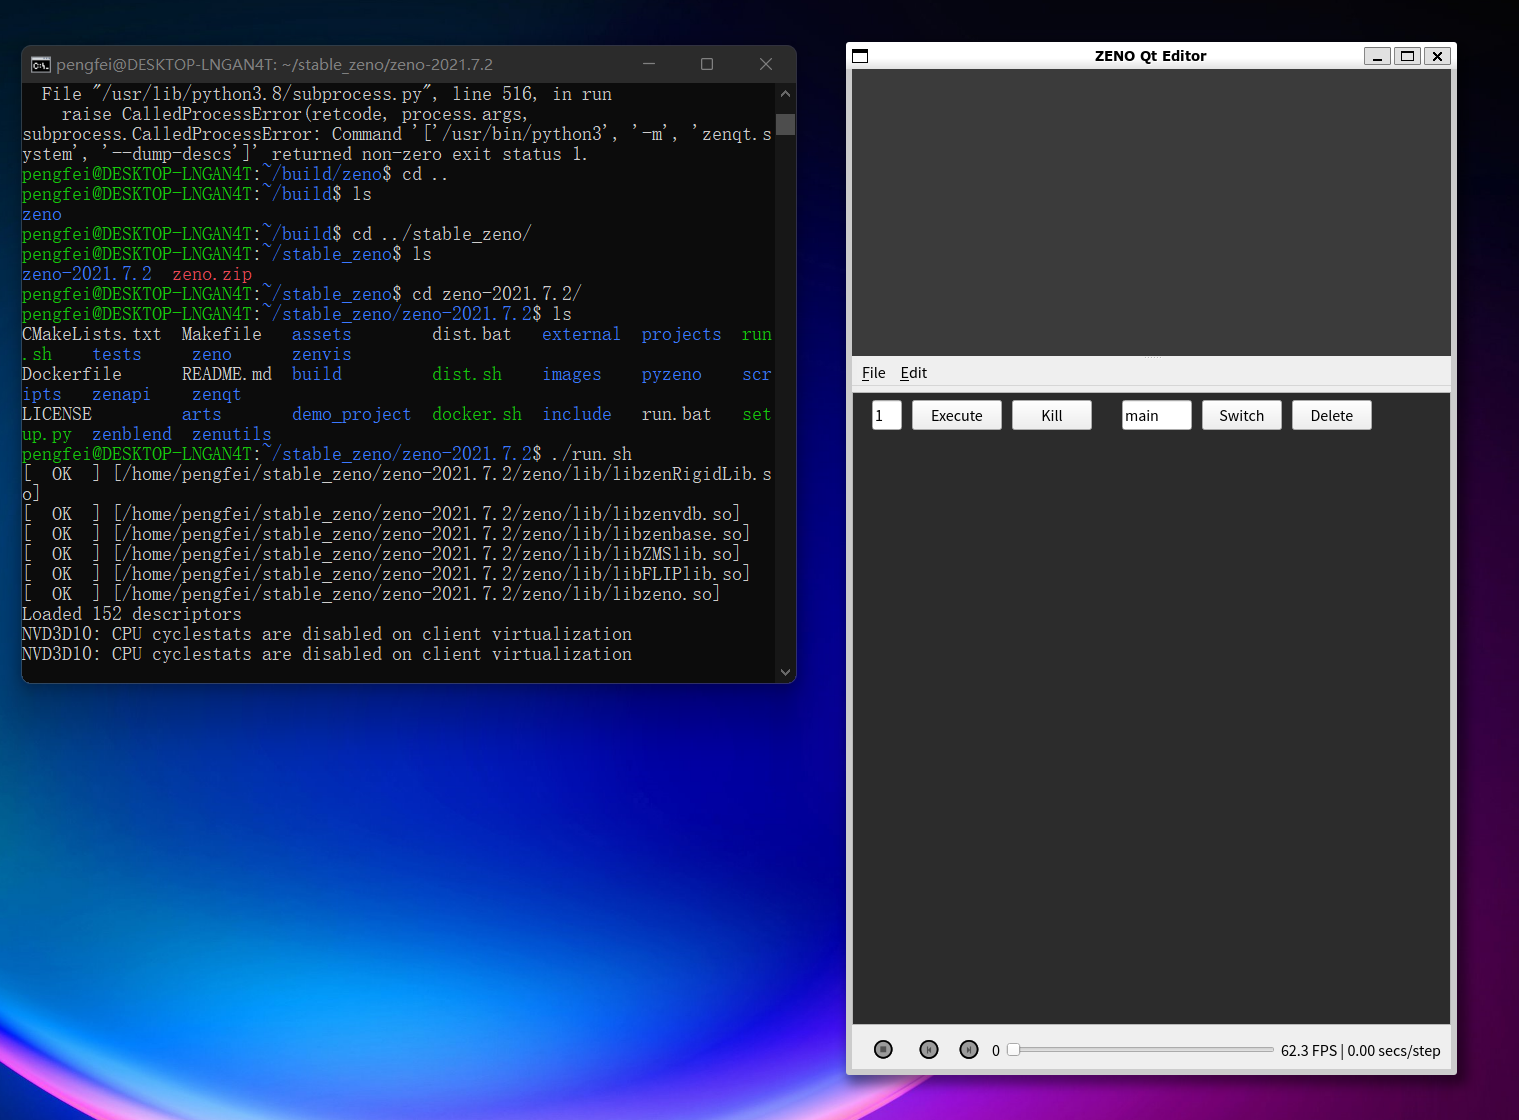 pengfei@DESKTOP-LNGAN4T: ~/stable_zeno/zeno-2021.7.2
File "/usr/lib/python3.8/subprocess.py", line 516, in run
raise CalledProcessError(retcode, process.args,
subprocess.CalledProcessError: Command '['/usr/bin/python3', '-m', 'zenqt.s
ystem', '--dump-descs']' returned non-zero exit status 1.
pengfei@DESKTOP-LNGAN4T:~/build/zeno$ cd ..
pengfei@DESKTOP-LNGAN4T:~/build$ ls
zeno
pengfei@DESKTOP-LNGAN4T:~/build$ cd ../stable_zeno/
pengfei@DESKTOP-LNGAN4T:~/stable_zeno$ ls
zeno-2021.7.2 zeno.zip
pengfei@DESKTOP-LNGAN4T:~/stable_zeno$ cd zeno-2021.7.2/
pengfei@DESKTOP-LNGAN4T:~/stable_zeno/zeno-2021.7.2$ ls
CMakeLists.txt Makefile assets dist.bat external projects run
.sh tests zeno zenvis
Dockerfile README.md build dist.sh images pyzeno scr
ipts zenapi zenqt
LICENSE arts demo_project docker.sh include run.bat set
up.py zenblend zenutils
pengfei@DESKTOP-LNGAN4T:~/stable_zeno/zeno-2021.7.2$ ./run.sh
[ OK ] [/home/pengfei/stable_zeno/zeno-2021.7.2/zeno/lib/libzenRigidLib.s
o]
[ OK ] [/home/pengfei/stable_zeno/zeno-2021.7.2/zeno/lib/libzenvdb.so]
[ OK ] [/home/pengfei/stable_zeno/zeno-2021.7.2/zeno/lib/libzenbase.so]
[ OK ] [/home/pengfei/stable_zeno/zeno-2021.7.2/zeno/lib/libZMSlib.so]
[ OK ] [/home/pengfei/stable_zeno/zeno-2021.7.2/zeno/lib/libFLIPlib.so]
[ OK ] [/home/pengfei/stable_zeno/zeno-2021.7.2/zeno/lib/libzeno.so]
Loaded 152 descriptors
NVD3D10: CPU cyclestats are disabled on client virtualization
NVD3D10: CPU cyclestats are disabled on client virtualization
ZENO Qt Editor
File Edit
1 Execute Kill main Switch Delete
0 62.3 FPS | 0.00 secs/step